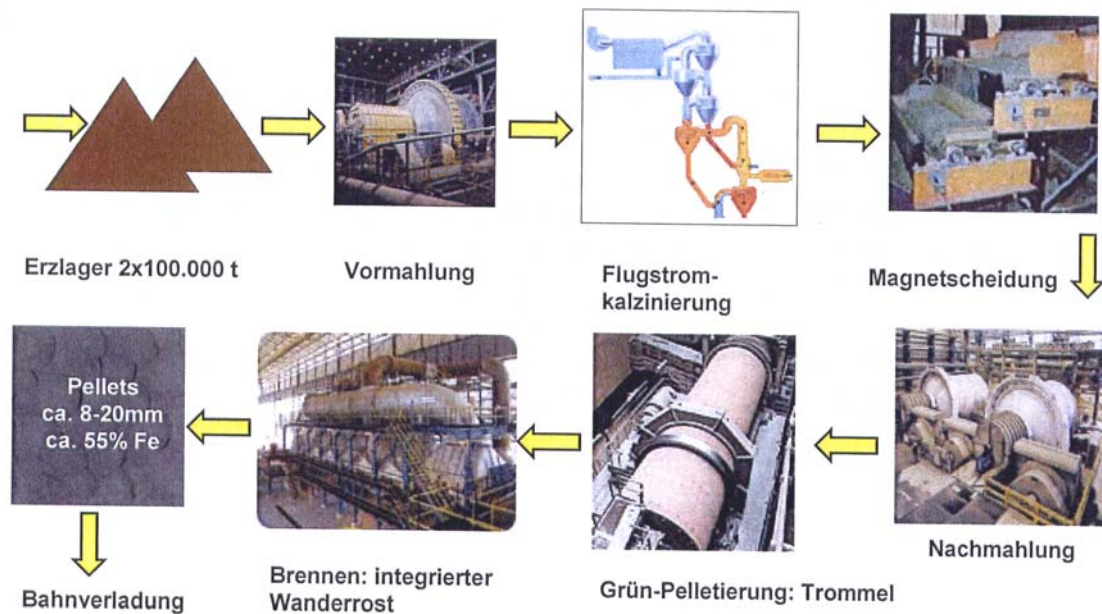 Erzlager 2x100.000 t
Vormahlung
Flugstrom-
kalzinierung
Magnetscheidung
Nachmahlung
Grün-Pelletierung: Trommel
Brennen: integrierter
Wanderrost
Pellets
ca. 8-20mm
ca. 55% Fe
Bahnverladung